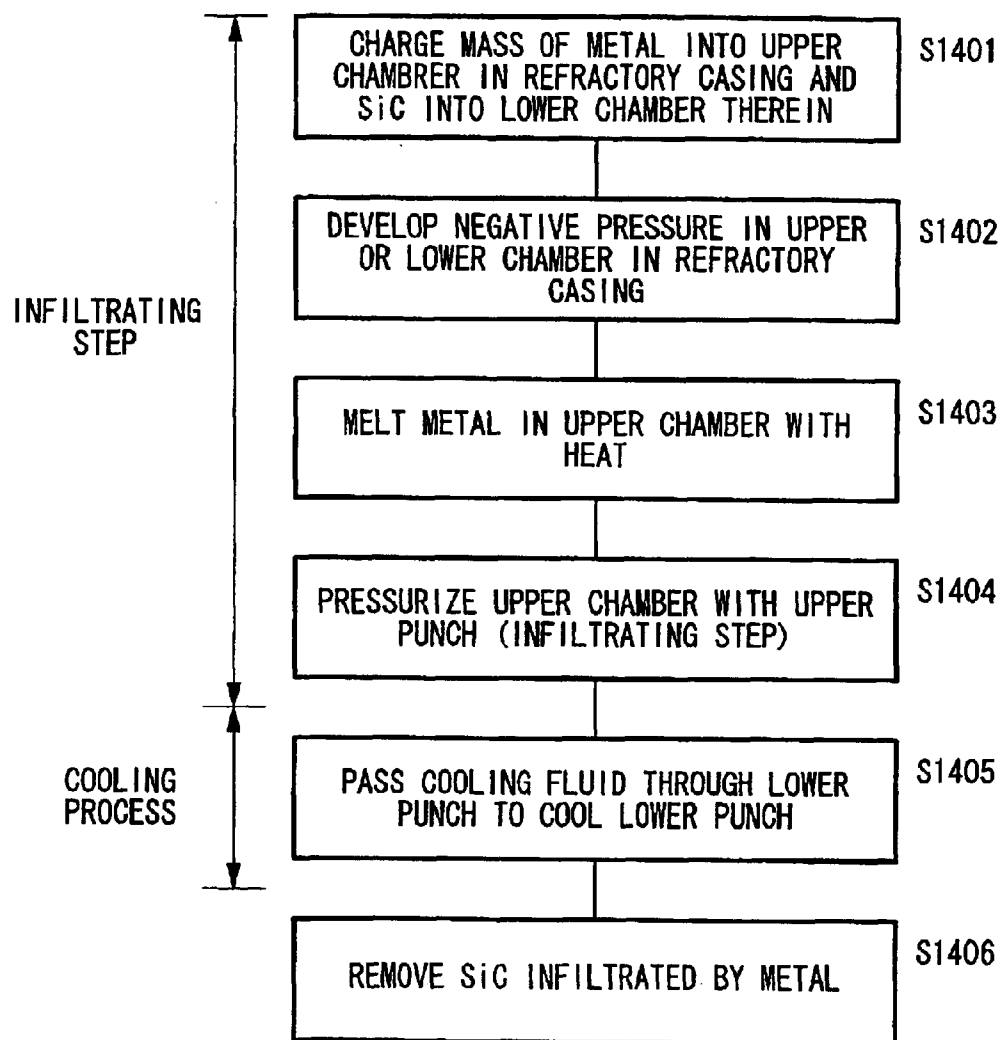 CHARGE MASS OF METAL INTO UPPER
CHAMBRER IN REFRACTORY CASING AND
SiC INTO LOWER CHAMBER THEREIN
S1401
DEVELOP NEGATIVE PRESSURE IN UPPER
OR LOWER CHAMBER IN REFRACTORY
CASING
S1402
INFILTRATING
STEP
MELT METAL IN UPPER CHAMBER WITH
HEAT
S1403
PRESSURIZE UPPER CHAMBER WITH UPPER
PUNCH (INFILTRATING STEP)
S1404
COOLING
PROCESS
PASS COOLING FLUID THROUGH LOWER
PUNCH TO COOL LOWER PUNCH
S1405
REMOVE SiC INFILTRATED BY METAL
S1406